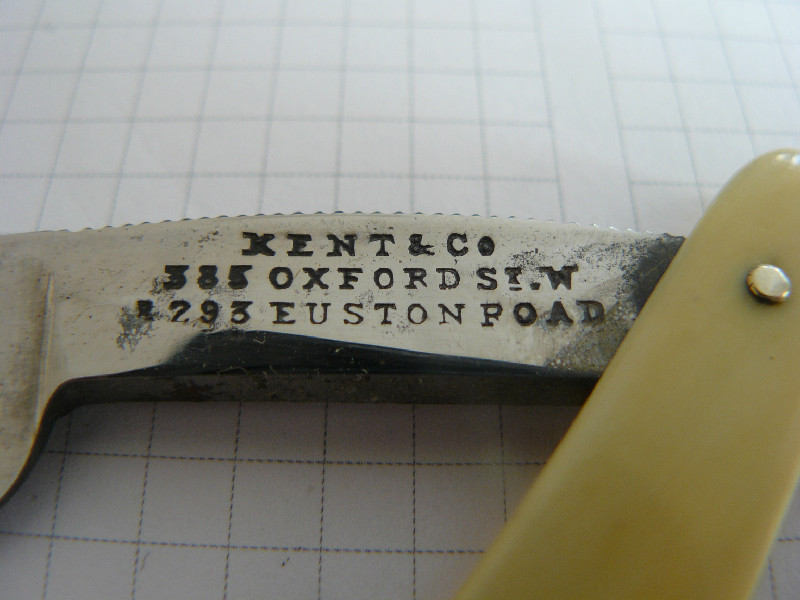 KENT & Co
385 OXFORD ST. W
& 293 EUSTON ROAD